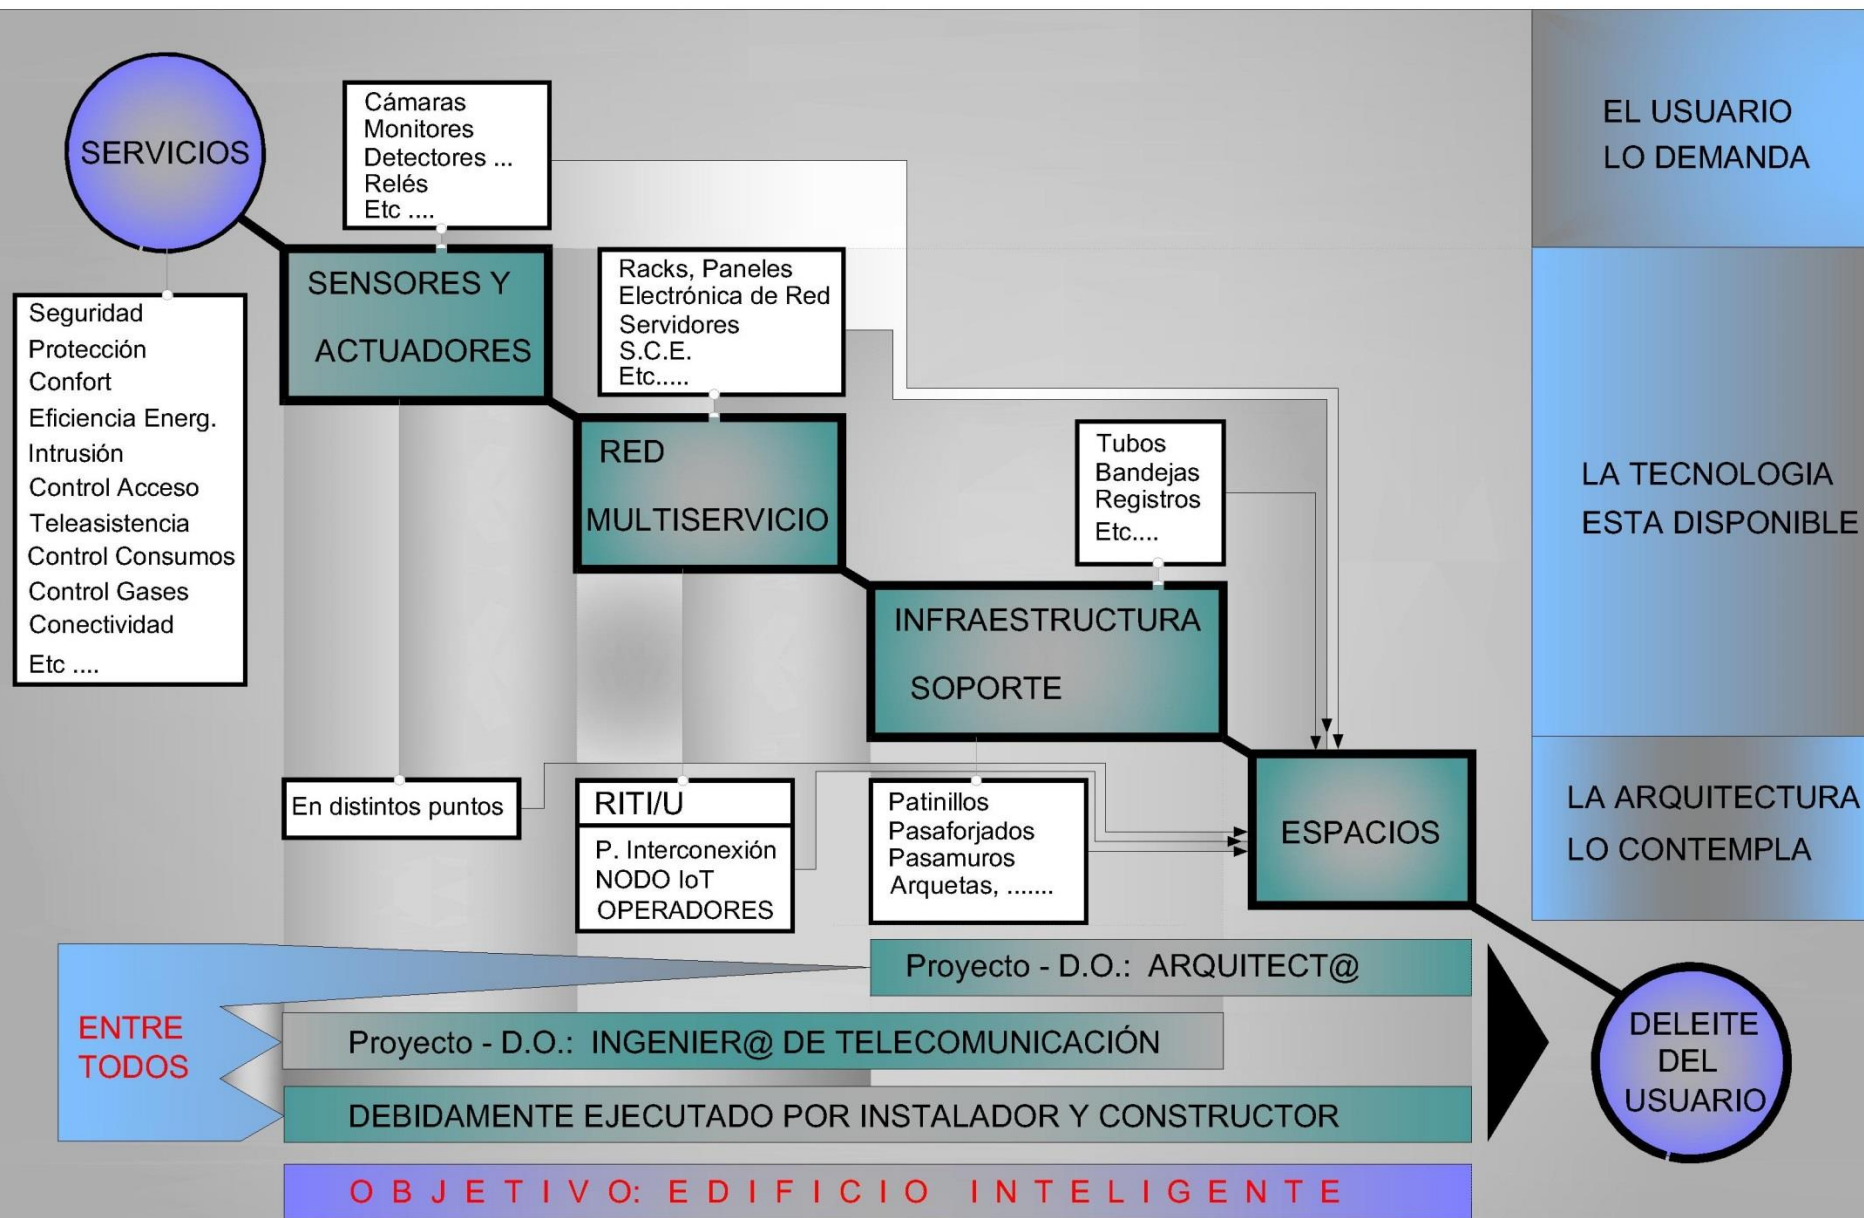 SERVICIOS
Seguridad
Protección
Confort
Eficiencia Energ.
Intrusión
Control Acceso
Teleasistencia
Control Consumos
Control Gases
Conectividad
Etc ....
Cámaras
Monitores
Detectores ...
Relés
Etc ....
SENSORES Y
ACTUADORES
En distintos puntos
Racks, Paneles
Electrónica de Red
Servidores
S.C.E.
Etc.....
RED
MULTISERVICIO
RITI/U
P. Interconexión
NODO IoT
OPERADORES
Tubos
Bandejas
Registros
Etc....
INFRAESTRUCTURA
SOPORTE
Patinillos
Pasaforjados
Pasamuros
Arquetas, .......
ESPACIOS
EL USUARIO
LO DEMANDA
LA TECNOLOGIA
ESTA DISPONIBLE
LA ARQUITECTURA
LO CONTEMPLA
ENTRE
TODOS
Proyecto - D.O.: ARQUITECT@
Proyecto - D.O.: INGENIER@ DE TELECOMUNICACIÓN
DEBIDAMENTE EJECUTADO POR INSTALADOR Y CONSTRUCTOR
OBJETIVO: EDIFICIO INTELIGENTE
DELEITE
DEL
USUARIO